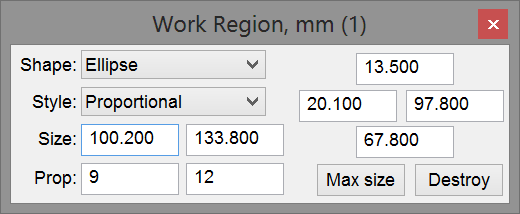 Work Region, mm (1)
Shape: Ellipse 13.500
Style: Proportional 20.100 97.800
Size: 100.200 133.800 67.800
Prop: 9 12 Max size Destroy